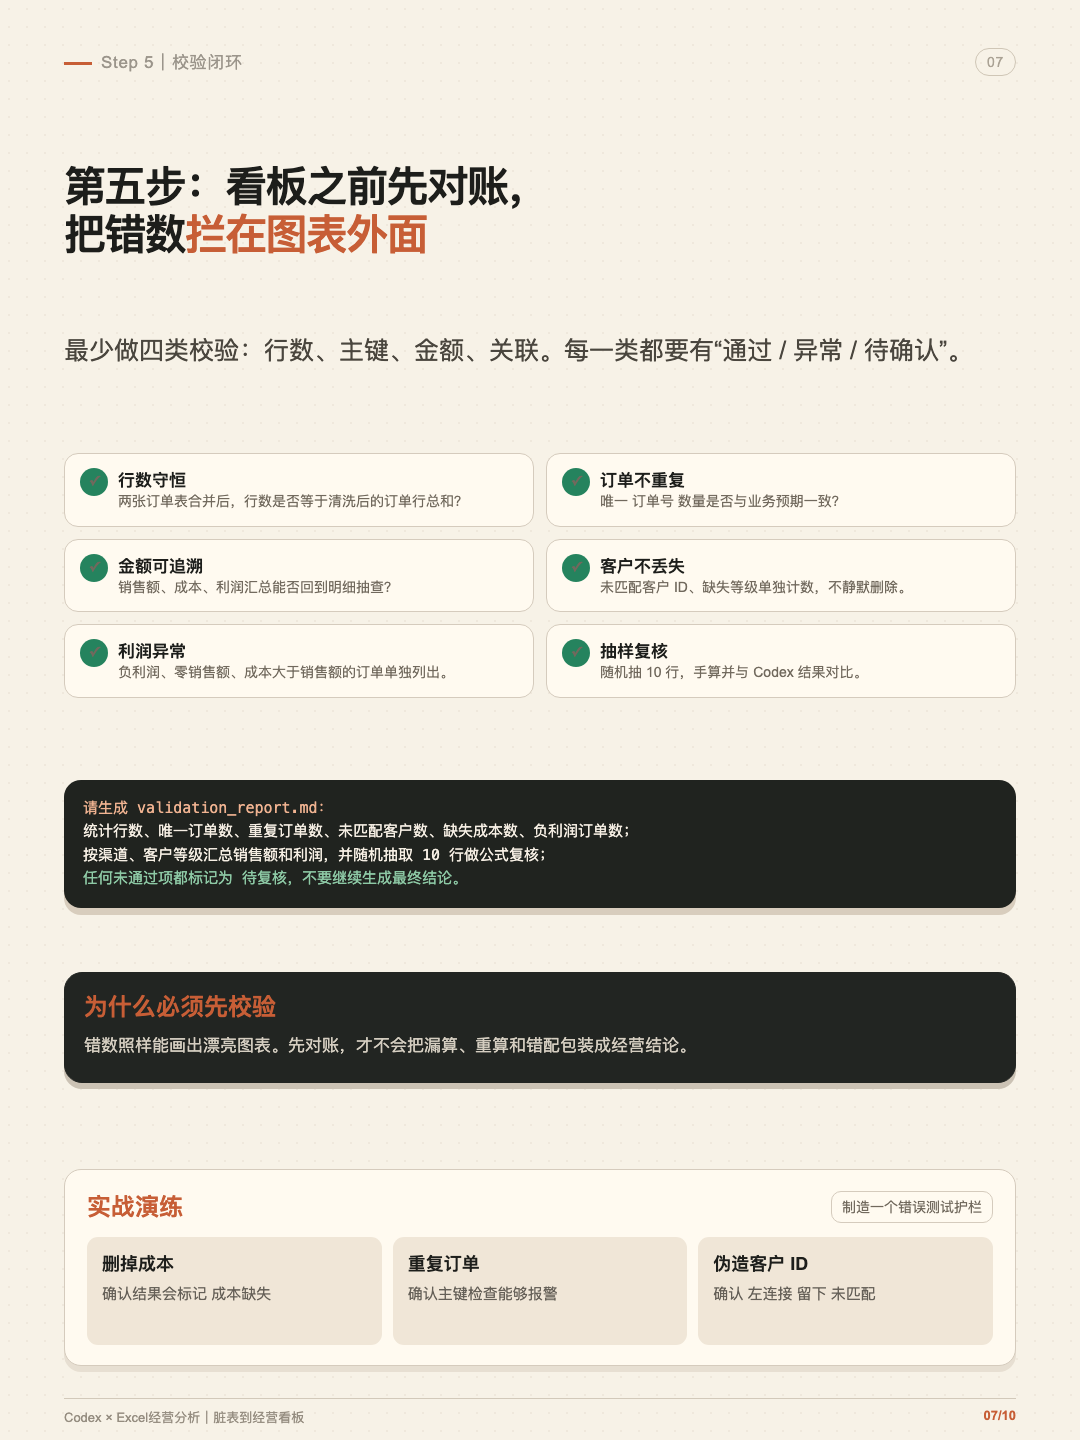 Step 5｜校验闭环
07
第五步：看板之前先对账，
把错数拦在图表外面
最少做四类校验：行数、主键、金额、关联。每一类都要有“通过 / 异常 / 待确认”。
行数守恒
两张订单表合并后，行数是否等于清洗后的订单行总和？
订单不重复
唯一 订单号 数量是否与业务预期一致？
金额可追溯
销售额、成本、利润汇总能否回到明细抽查？
客户不丢失
未匹配客户 ID、缺失等级单独计数，不静默删除。
利润异常
负利润、零销售额、成本大于销售额的订单单独列出。
抽样复核
随机抽 10 行，手算并与 Codex 结果对比。
请生成 validation_report.md：
统计行数、唯一订单数、重复订单数、未匹配客户数、缺失成本数、负利润订单数；
按渠道、客户等级汇总销售额和利润，并随机抽取 10 行做公式复核；
任何未通过项都标记为 待复核，不要继续生成最终结论。
为什么必须先校验
错数照样能画出漂亮图表。先对账，才不会把漏算、重算和错配包装成经营结论。
实战演练
制造一个错误测试护栏
删掉成本
确认结果会标记 成本缺失
重复订单
确认主键检查能够报警
伪造客户 ID
确认 左连接 留下 未匹配
Codex × Excel经营分析｜脏表到经营看板
07/10